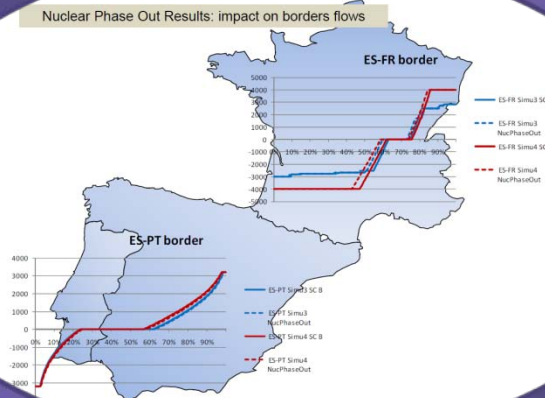 Nuclear Phase Out Results: impact on borders flows
ES-FR border
5000
4000
3000
2000
1000
0
-1000
-2000
-3000
-4000
-5000
0% 10% 20% 30% 40% 50% 60% 70% 80% 90%
ES-FR Simu3 SC
ES-FR Simu3
NucPhaseOut
ES-FR Simu4 SC
ES-FR Simu4
NucPhaseOut
ES-PT border
4000
3000
2000
1000
0
-1000
-2000
-3000
0% 10% 60% 70% 80% 90%
ES-PT Simu3 SC B
ES-PT Simu3
NucPhaseOut
ES-PT Simu4 SC B
ES-PT Simu4
NucPhaseOut